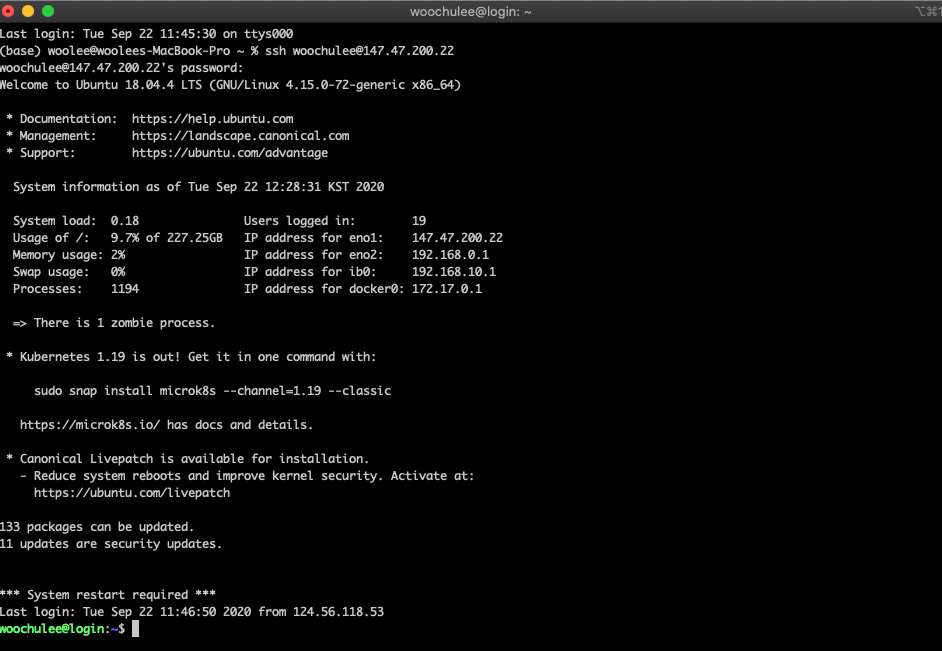 woochulee@login: ~
⌥⌘1
Last login: Tue Sep 22 11:45:30 on ttys000
(base) woolee@woolees-MacBook-Pro ~ % ssh woochulee@147.47.200.22
woochulee@147.47.200.22's password:
Welcome to Ubuntu 18.04.4 LTS (GNU/Linux 4.15.0-72-generic x86_64)

 * Documentation:  https://help.ubuntu.com
 * Management:     https://landscape.canonical.com
 * Support:        https://ubuntu.com/advantage

  System information as of Tue Sep 22 12:28:31 KST 2020

  System load:  0.18               Users logged in:        19
  Usage of /:   9.7% of 227.25GB   IP address for eno1:    147.47.200.22
  Memory usage: 2%                 IP address for eno2:    192.168.0.1
  Swap usage:   0%                 IP address for ib0:     192.168.10.1
  Processes:    1194               IP address for docker0: 172.17.0.1

  => There is 1 zombie process.

 * Kubernetes 1.19 is out! Get it in one command with:

     sudo snap install microk8s --channel=1.19 --classic

   https://microk8s.io/ has docs and details.

 * Canonical Livepatch is available for installation.
   - Reduce system reboots and improve kernel security. Activate at:
     https://ubuntu.com/livepatch

133 packages can be updated.
11 updates are security updates.


*** System restart required ***
Last login: Tue Sep 22 11:46:50 2020 from 124.56.118.53
woochulee@login:~$